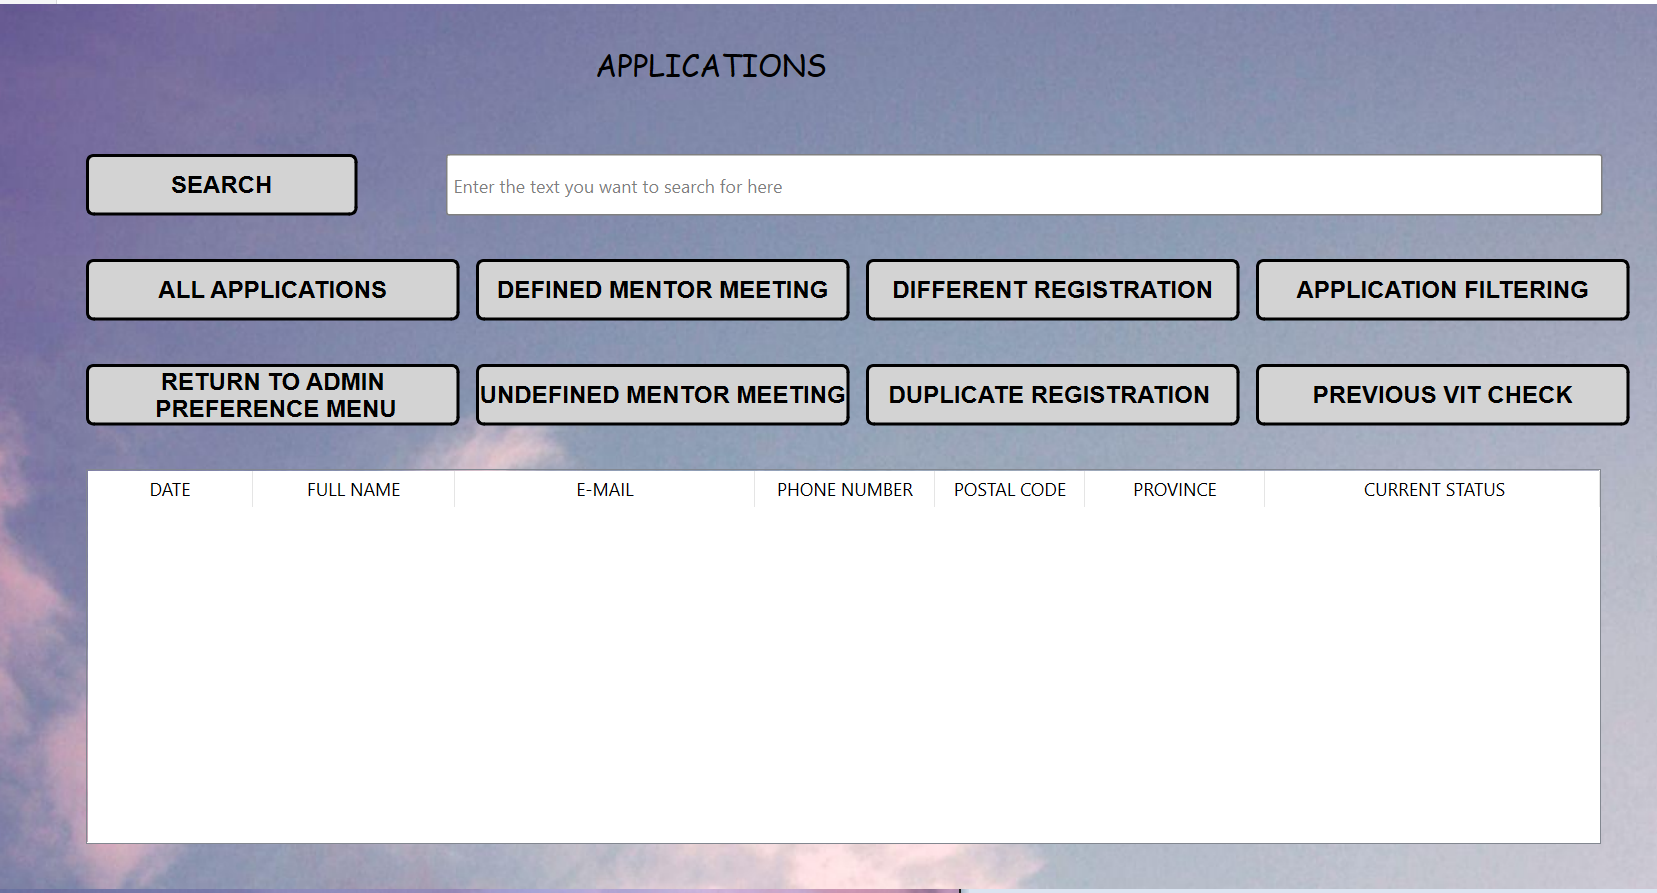 APPLICATIONS
SEARCH
Enter the text you want to search for here
ALL APPLICATIONS
DEFINED MENTOR MEETING
DIFFERENT REGISTRATION
APPLICATION FILTERING
RETURN TO ADMIN
PREFERENCE MENU
UNDEFINED MENTOR MEETING
DUPLICATE REGISTRATION
PREVIOUS VIT CHECK
DATE FULL NAME E-MAIL PHONE NUMBER POSTAL CODE PROVINCE CURRENT STATUS